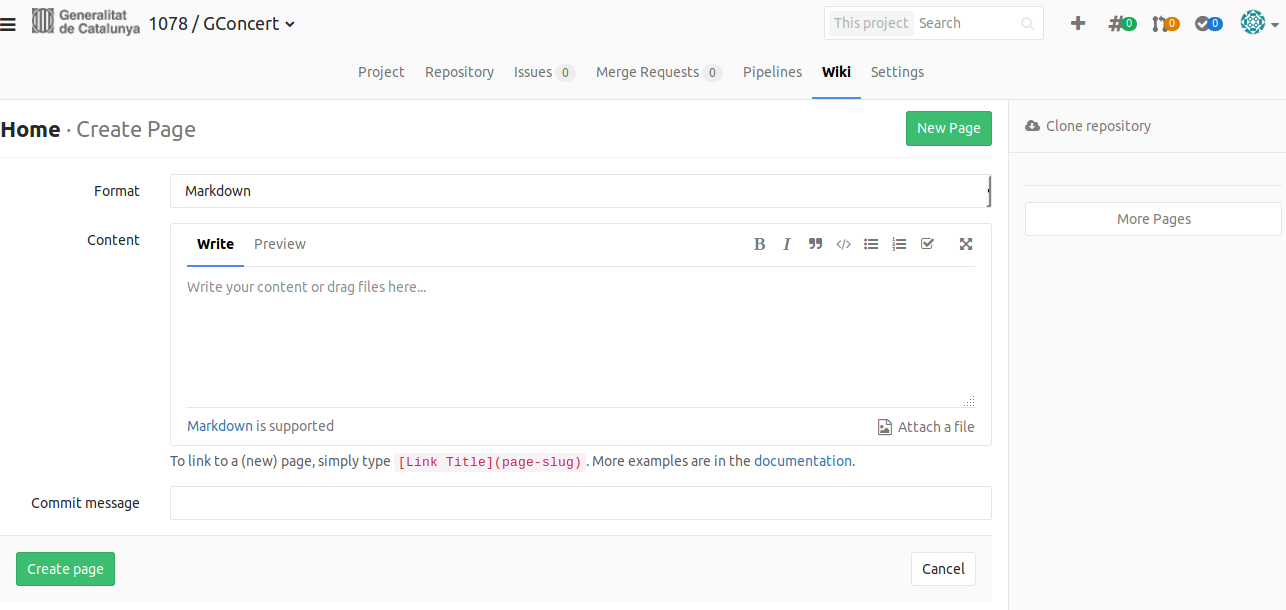 Generalitat de Catalunya 1078 / GConcert This project Search 0 0 0
Project Repository Issues 0 Merge Requests 0 Pipelines Wiki Settings
Home · Create Page New Page
Clone repository
Format Markdown
More Pages
Content Write Preview B I
Write your content or drag files here...
Markdown is supported Attach a file
To link to a (new) page, simply type [Link Title](page-slug). More examples are in the documentation.
Commit message
Create page Cancel